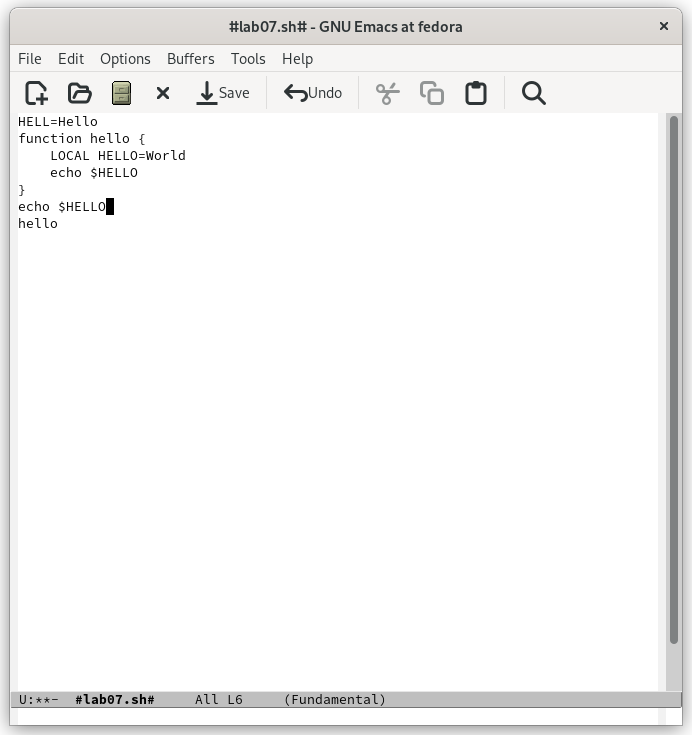 #lab07.sh# - GNU Emacs at fedora
File Edit Options Buffers Tools Help
Save Undo
HELL=Hello
function hello {
    LOCAL HELLO=World
    echo $HELLO
}
echo $HELLO
hello
U:**- #lab07.sh# All L6 (Fundamental)